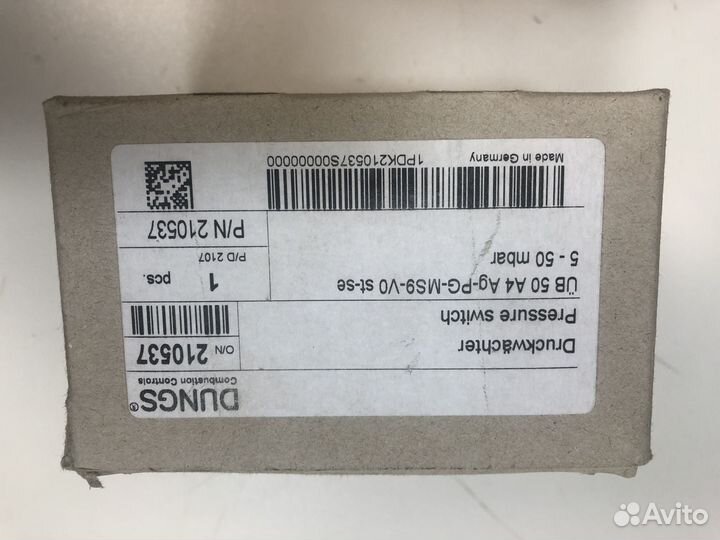 DUNGS®
Combustion Controls
Druckwächter
Pressure switch
O/N 210537
ÜB 50 A4 Ag-PG-MS9-V0 st-se
5 - 50 mbar
1 pcs.
P/D 2107
P/N 210537
Made in Germany
1PDK210537S000000000
Avito